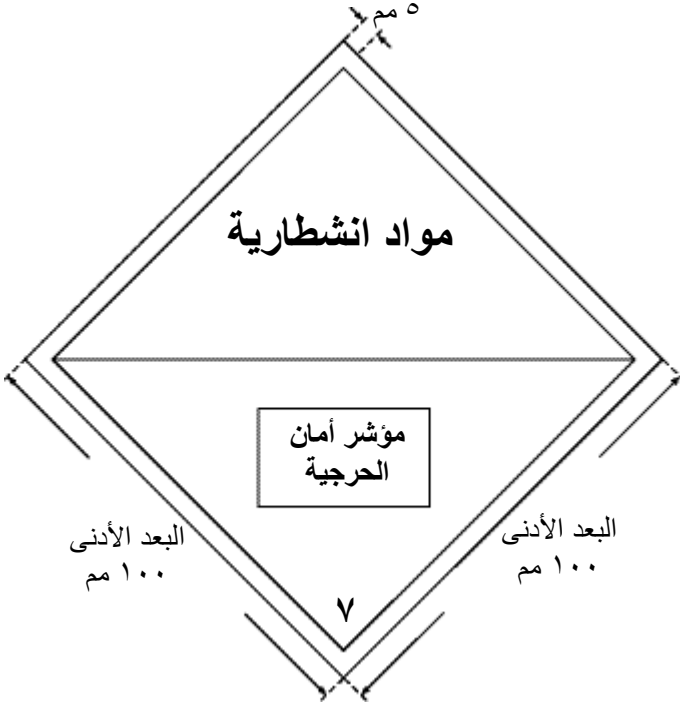 ٥ مم
مواد انشطارية
مؤشر أمان
الحرجية
البعد الأدنى
١٠٠ مم
البعد الأدنى
١٠٠ مم
٧